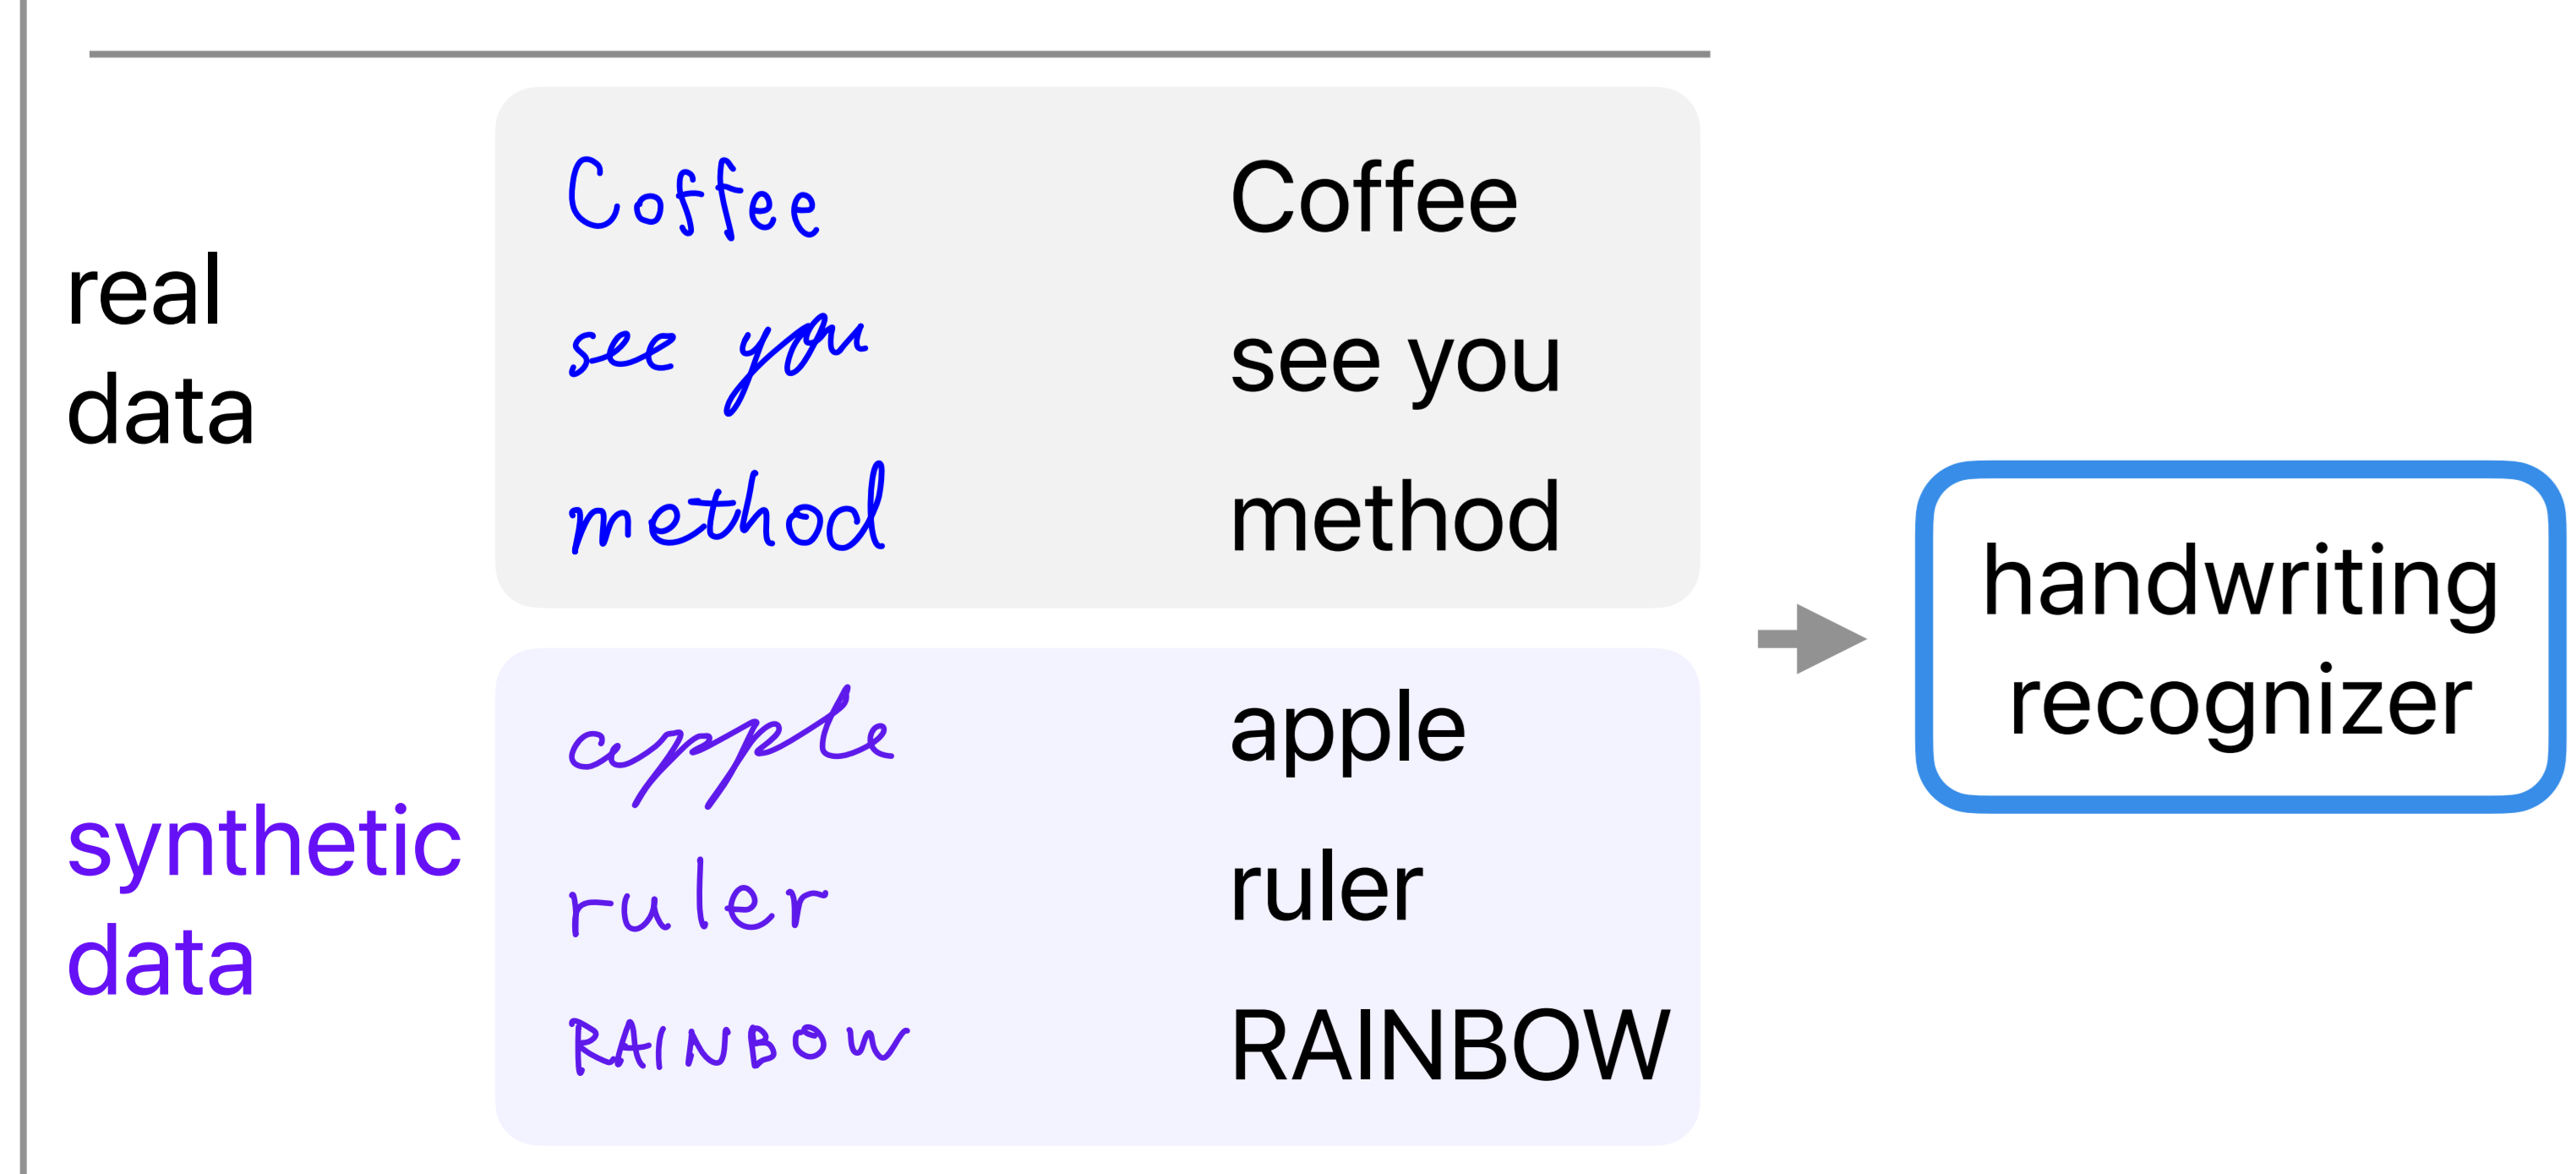 real
data
Coffee Coffee
see you see you
method method
synthetic
data
apple apple
ruler ruler
RAINBOW RAINBOW
handwriting
recognizer